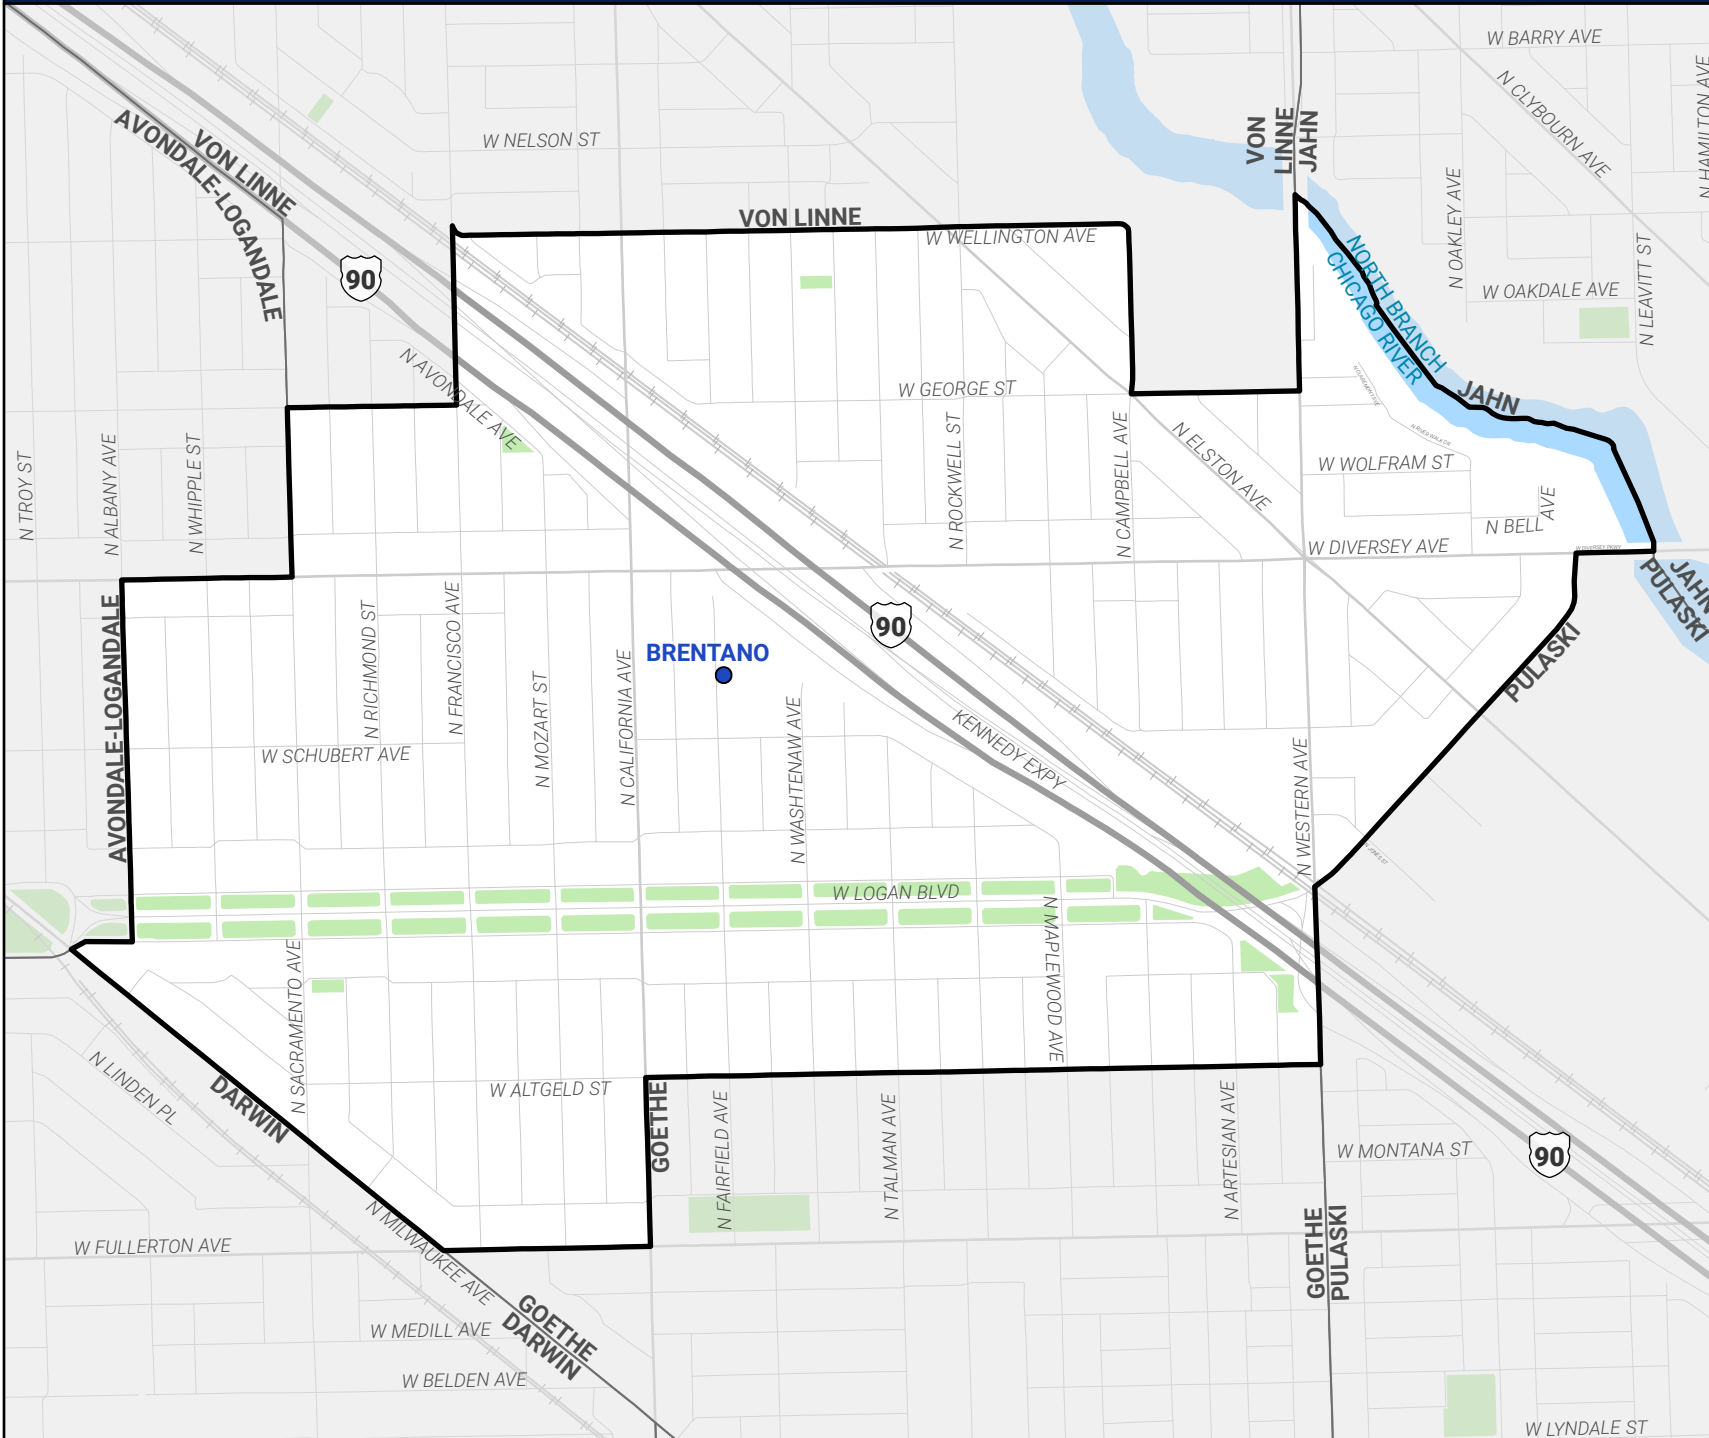 W BARRY AVE
N CLYBOURN AVE
N HAMILTON AVE
VON LINNE
AVONDALE-LOGANDALE
W NELSON ST
VON
LINNE
JAHN
N OAKLEY AVE
VON LINNE
W WELLINGTON AVE
NORTH BRANCH
CHICAGO RIVER
N LEAVITT ST
W OAKDALE AVE
90
N AVONDALE AVE
W GEORGE ST
JAHN
N TROY ST
N ALBANY AVE
N WHIPPLE ST
N ROCKWELL ST
N CAMPBELL AVE
N ELSTON AVE
N RIVER WALK DR
W WOLFRAM ST
N BELL
AVE
W DIVERSEY AVE
W DIVERSEY PKWY
JAHN
PULASKI
AVONDALE-LOGANDALE
N RICHMOND ST
N FRANCISCO AVE
N MOZART ST
N CALIFORNIA AVE
BRENTANO
90
PULASKI
N WASHTENAW AVE
KENNEDY EXPY
W SCHUBERT AVE
N WESTERN AVE
W LOGAN BLVD
N MAPLEWOOD AVE
N SACRAMENTO AVE
N LINDEN PL
DARWIN
W ALTGELD ST
GOETHE
N FAIRFIELD AVE
N TALMAN AVE
N ARTESIAN AVE
W MONTANA ST
90
N MILWAUKEE AVE
W FULLERTON AVE
GOETHE
PULASKI
GOETHE
DARWIN
W MEDILL AVE
W BELDEN AVE
W LYNDALE ST